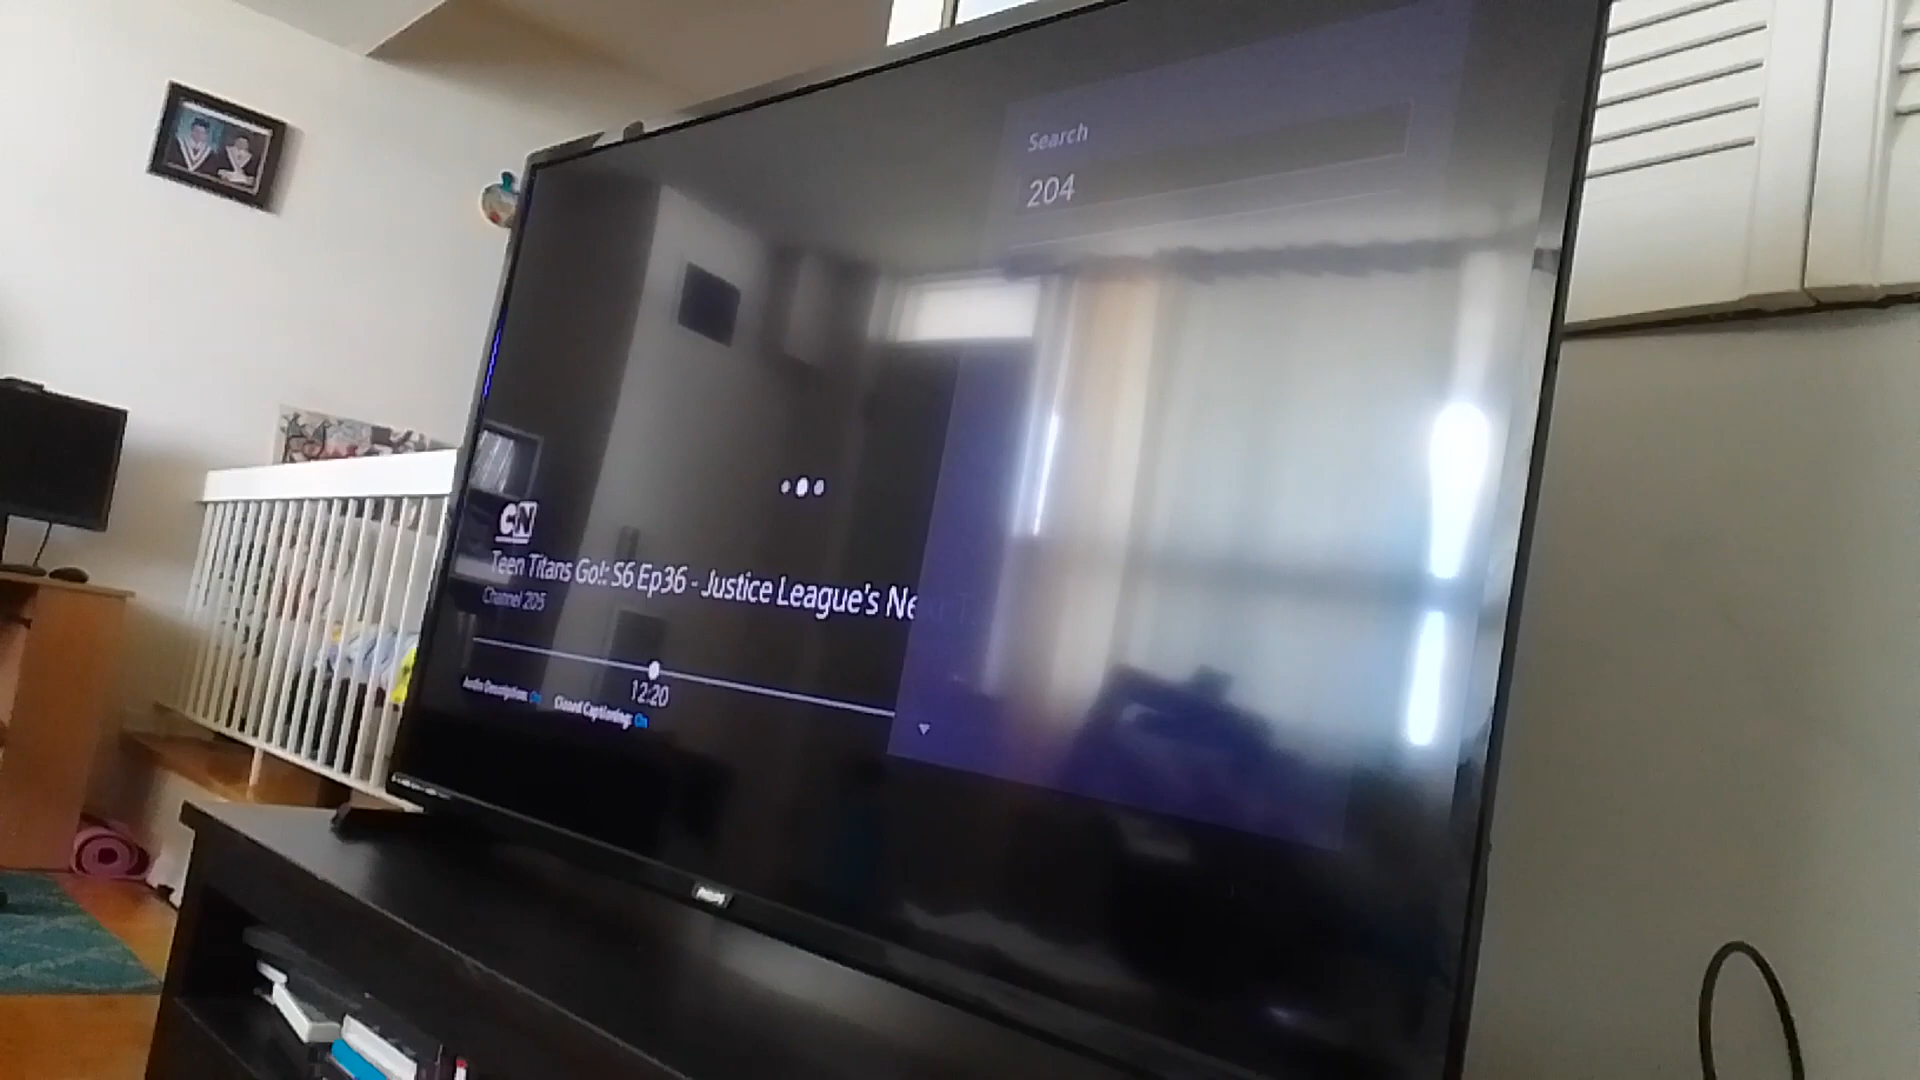 Search
204
CN
Teen Titans Go!: S6 Ep36 - Justice League's Ne
Channel 205
12:20
Audio Description: On Closed Captioning: On
PHILIPS